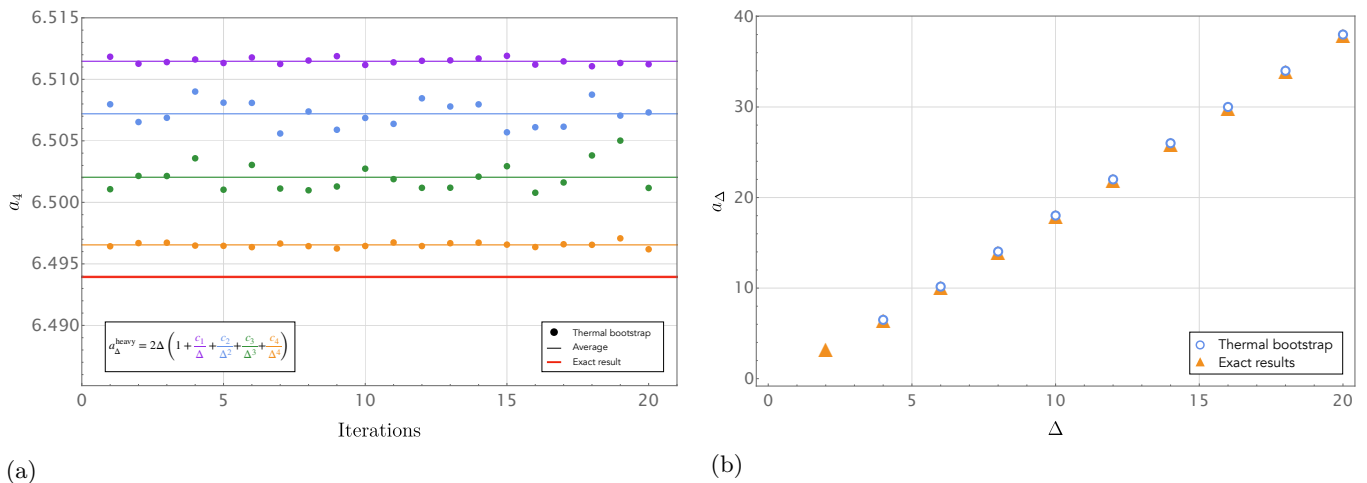 6.515
6.510
6.505
6.500
6.495
6.490
a₄
0 5 10 15 20
Iterations
a_Δ^heavy = 2Δ (1 + c₁/Δ + c₂/Δ² + c₃/Δ³ + c₄/Δ⁴)
Thermal bootstrap
Average
Exact result
(a)
40
30
20
10
0
a_Δ
0 5 10 15 20
Δ
Thermal bootstrap
Exact results
(b)